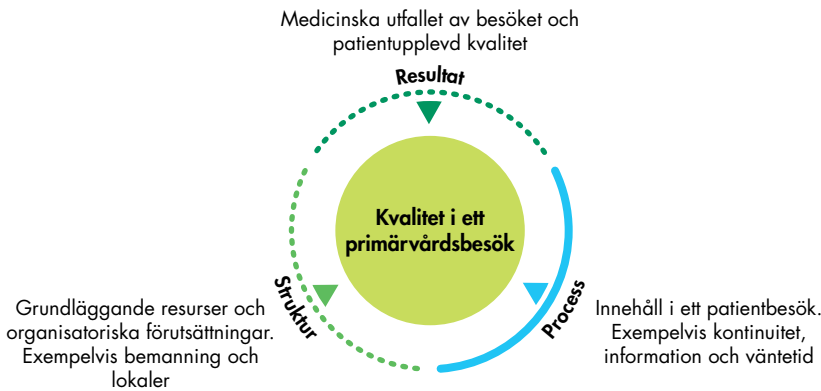 Medicinska utfallet av besöket och
patientupplevd kvalitet
Resultat
Kvalitet i ett
primärvårdsbesök
Struktur
Process
Grundläggande resurser och
organisatoriska förutsättningar.
Exempelvis bemanning och
lokaler
Innehåll i ett patientbesök.
Exempelvis kontinuitet,
information och väntetid